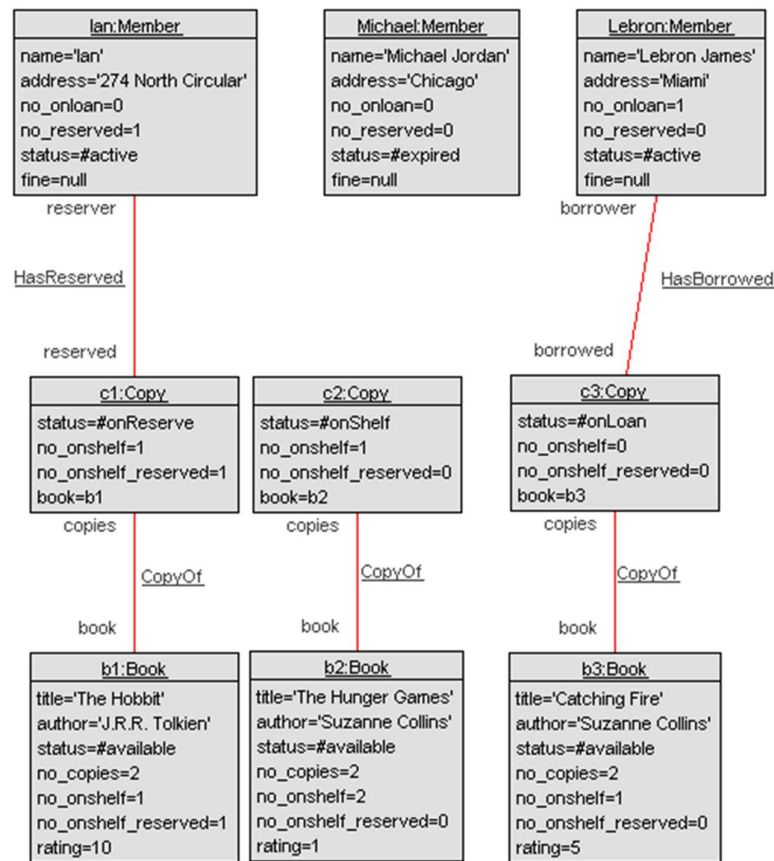 Ian:Member
name='Ian'
address='274 North Circular'
no_onloan=0
no_reserved=1
status=#active
fine=null
Michael:Member
name='Michael Jordan'
address='Chicago'
no_onloan=0
no_reserved=0
status=#expired
fine=null
Lebron:Member
name='Lebron James'
address='Miami'
no_onloan=1
no_reserved=0
status=#active
fine=null
reserver
HasReserved
reserved
borrower
HasBorrowed
borrowed
c1:Copy
status=#onReserve
no_onshelf=1
no_onshelf_reserved=1
book=b1
c2:Copy
status=#onShelf
no_onshelf=1
no_onshelf_reserved=0
book=b2
c3:Copy
status=#onLoan
no_onshelf=0
no_onshelf_reserved=0
book=b3
copies
CopyOf
book
copies
CopyOf
book
copies
CopyOf
book
b1:Book
title='The Hobbit'
author='J.R.R. Tolkien'
status=#available
no_copies=2
no_onshelf=1
no_onshelf_reserved=1
rating=10
b2:Book
title='The Hunger Games'
author='Suzanne Collins'
status=#available
no_copies=2
no_onshelf=2
no_onshelf_reserved=0
rating=1
b3:Book
title='Catching Fire'
author='Suzanne Collins'
status=#available
no_copies=2
no_onshelf=1
no_onshelf_reserved=0
rating=5